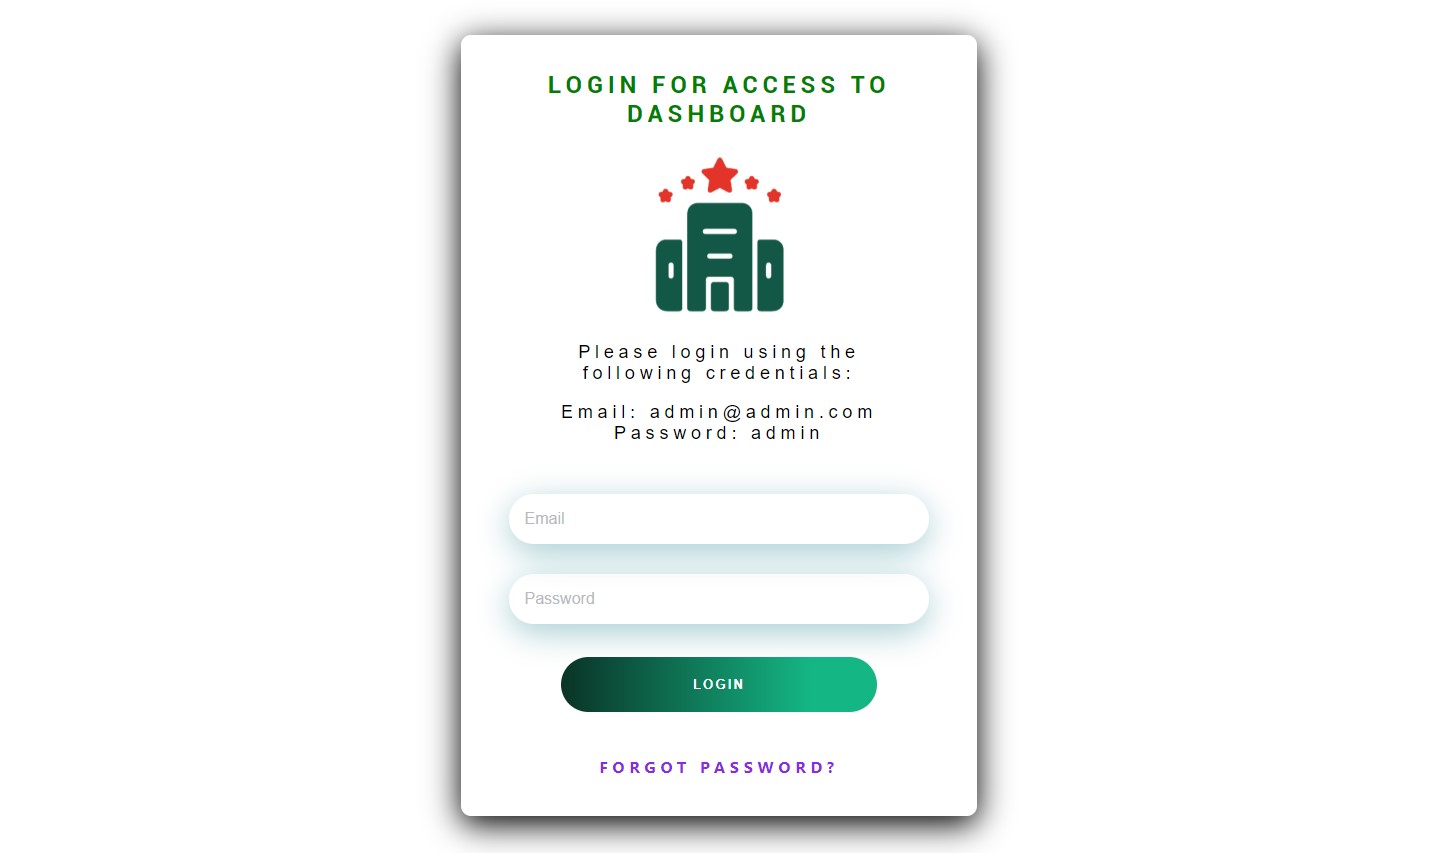 LOGIN FOR ACCESS TO
DASHBOARD
Please login using the
following credentials:
Email: admin@admin.com
Password: admin
Email
Password
LOGIN
FORGOT PASSWORD?